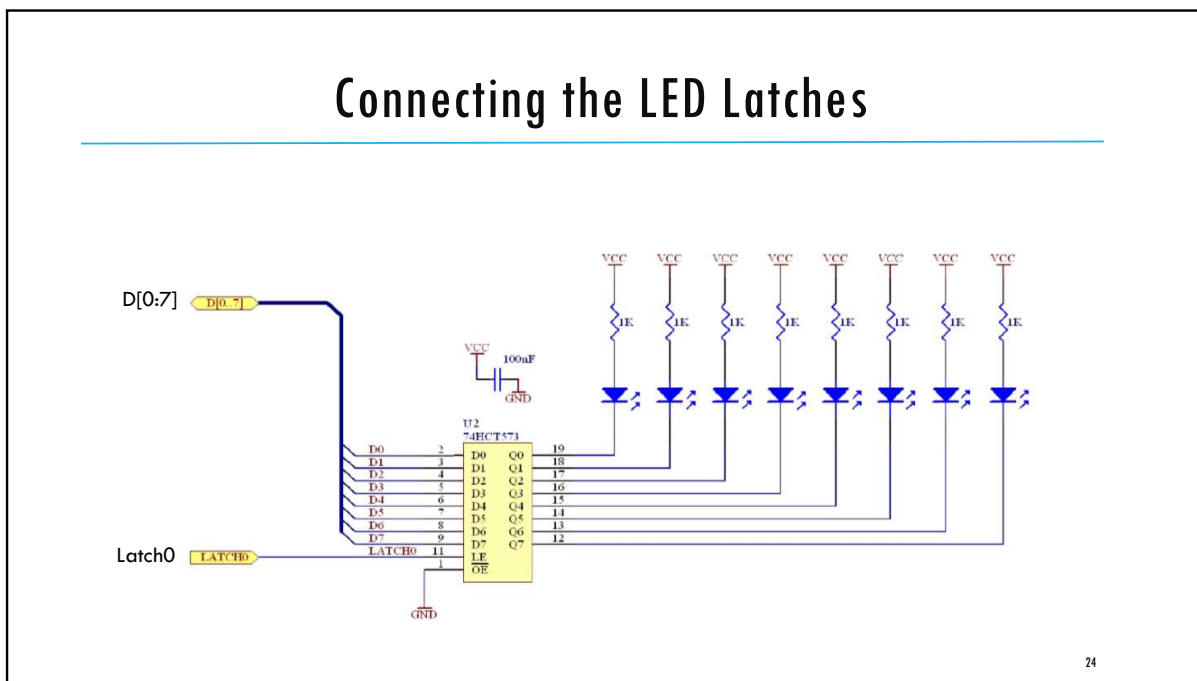 Connecting the LED Latches
VCC VCC VCC VCC VCC VCC VCC VCC
D[0:7] D[0..7]
1K 1K 1K 1K 1K 1K 1K 1K
VCC
100nF
GND
U2
74HCT573
D0 2 D0 Q0 19
D1 3 D1 Q1 18
D2 4 D2 Q2 17
D3 5 D3 Q3 16
D4 6 D4 Q4 15
D5 7 D5 Q5 14
D6 8 D6 Q6 13
D7 9 D7 Q7 12
Latch0 LATCH0 LATCH0 11 LE
1 OE
GND
24